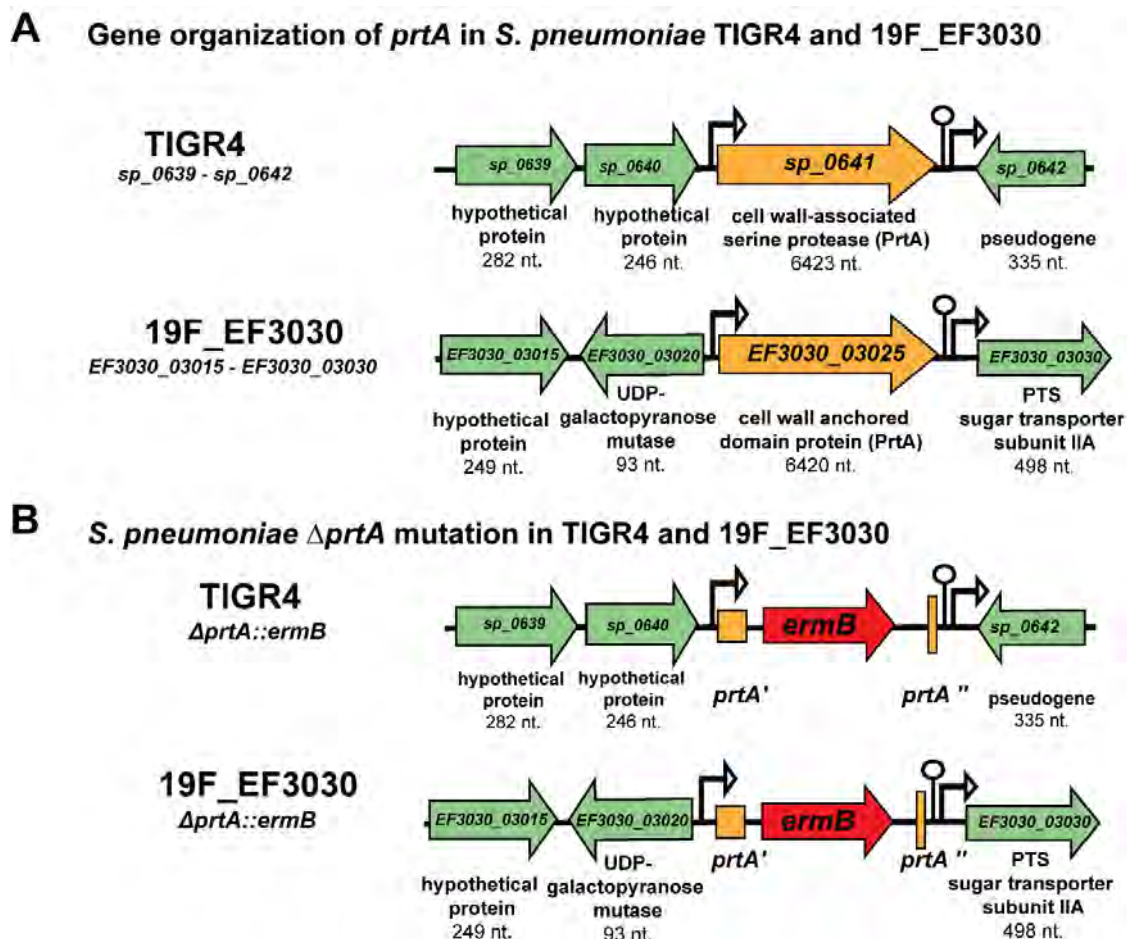 A Gene organization of prtA in S. pneumoniae TIGR4 and 19F_EF3030
TIGR4
sp_0639 - sp_0642
sp_0639 sp_0640 sp_0641 sp_0642
hypothetical protein 282 nt.
hypothetical protein 246 nt.
cell wall-associated serine protease (PrtA) 6423 nt.
pseudogene 335 nt.
19F_EF3030
EF3030_03015 - EF3030_03030
EF3030_03015 EF3030_03020 EF3030_03025 EF3030_03030
hypothetical protein 249 nt.
UDP-galactopyranose mutase 93 nt.
cell wall anchored domain protein (PrtA) 6420 nt.
PTS sugar transporter subunit IIA 498 nt.
B S. pneumoniae ΔprtA mutation in TIGR4 and 19F_EF3030
TIGR4
ΔprtA::ermB
sp_0639 sp_0640 ermB sp_0642
hypothetical protein 282 nt.
hypothetical protein 246 nt.
prtA' prtA ''
pseudogene 335 nt.
19F_EF3030
ΔprtA::ermB
EF3030_03015 EF3030_03020 ermB EF3030_03030
hypothetical protein 249 nt.
UDP-galactopyranose mutase 93 nt.
prtA' prtA ''
PTS sugar transporter subunit IIA 498 nt.